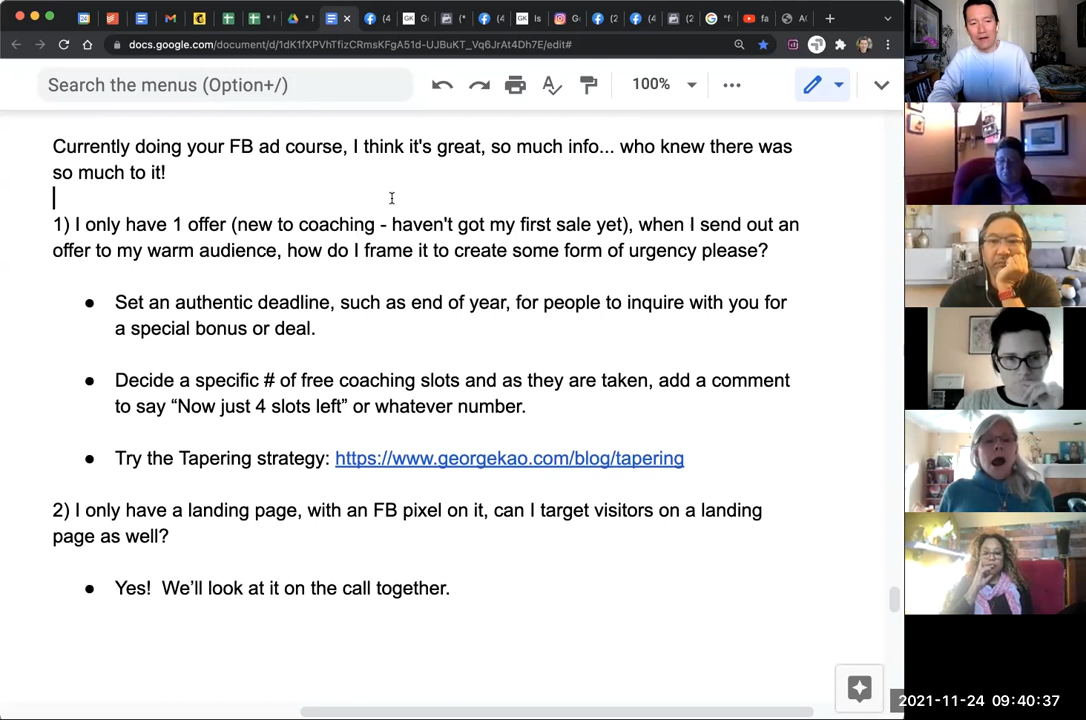 (4
G
(*
(4
Is
G
(2
(4
(2
"f
fa
A
docs.google.com/document/d/1dK1fXPVhTfizCRmsKFgA51d-UJBuKT_Vq6JrAt4Dh7E/edit#
Search the menus (Option+/)
100%
Currently doing your FB ad course, I think it's great, so much info... who knew there was
so much to it!
1) I only have 1 offer (new to coaching - haven't got my first sale yet), when I send out an
offer to my warm audience, how do I frame it to create some form of urgency please?
● Set an authentic deadline, such as end of year, for people to inquire with you for
a special bonus or deal.
● Decide a specific # of free coaching slots and as they are taken, add a comment
to say “Now just 4 slots left” or whatever number.
● Try the Tapering strategy: https://www.georgekao.com/blog/tapering
2) I only have a landing page, with an FB pixel on it, can I target visitors on a landing
page as well?
● Yes!  We’ll look at it on the call together.
2021-11-24 09:40:37